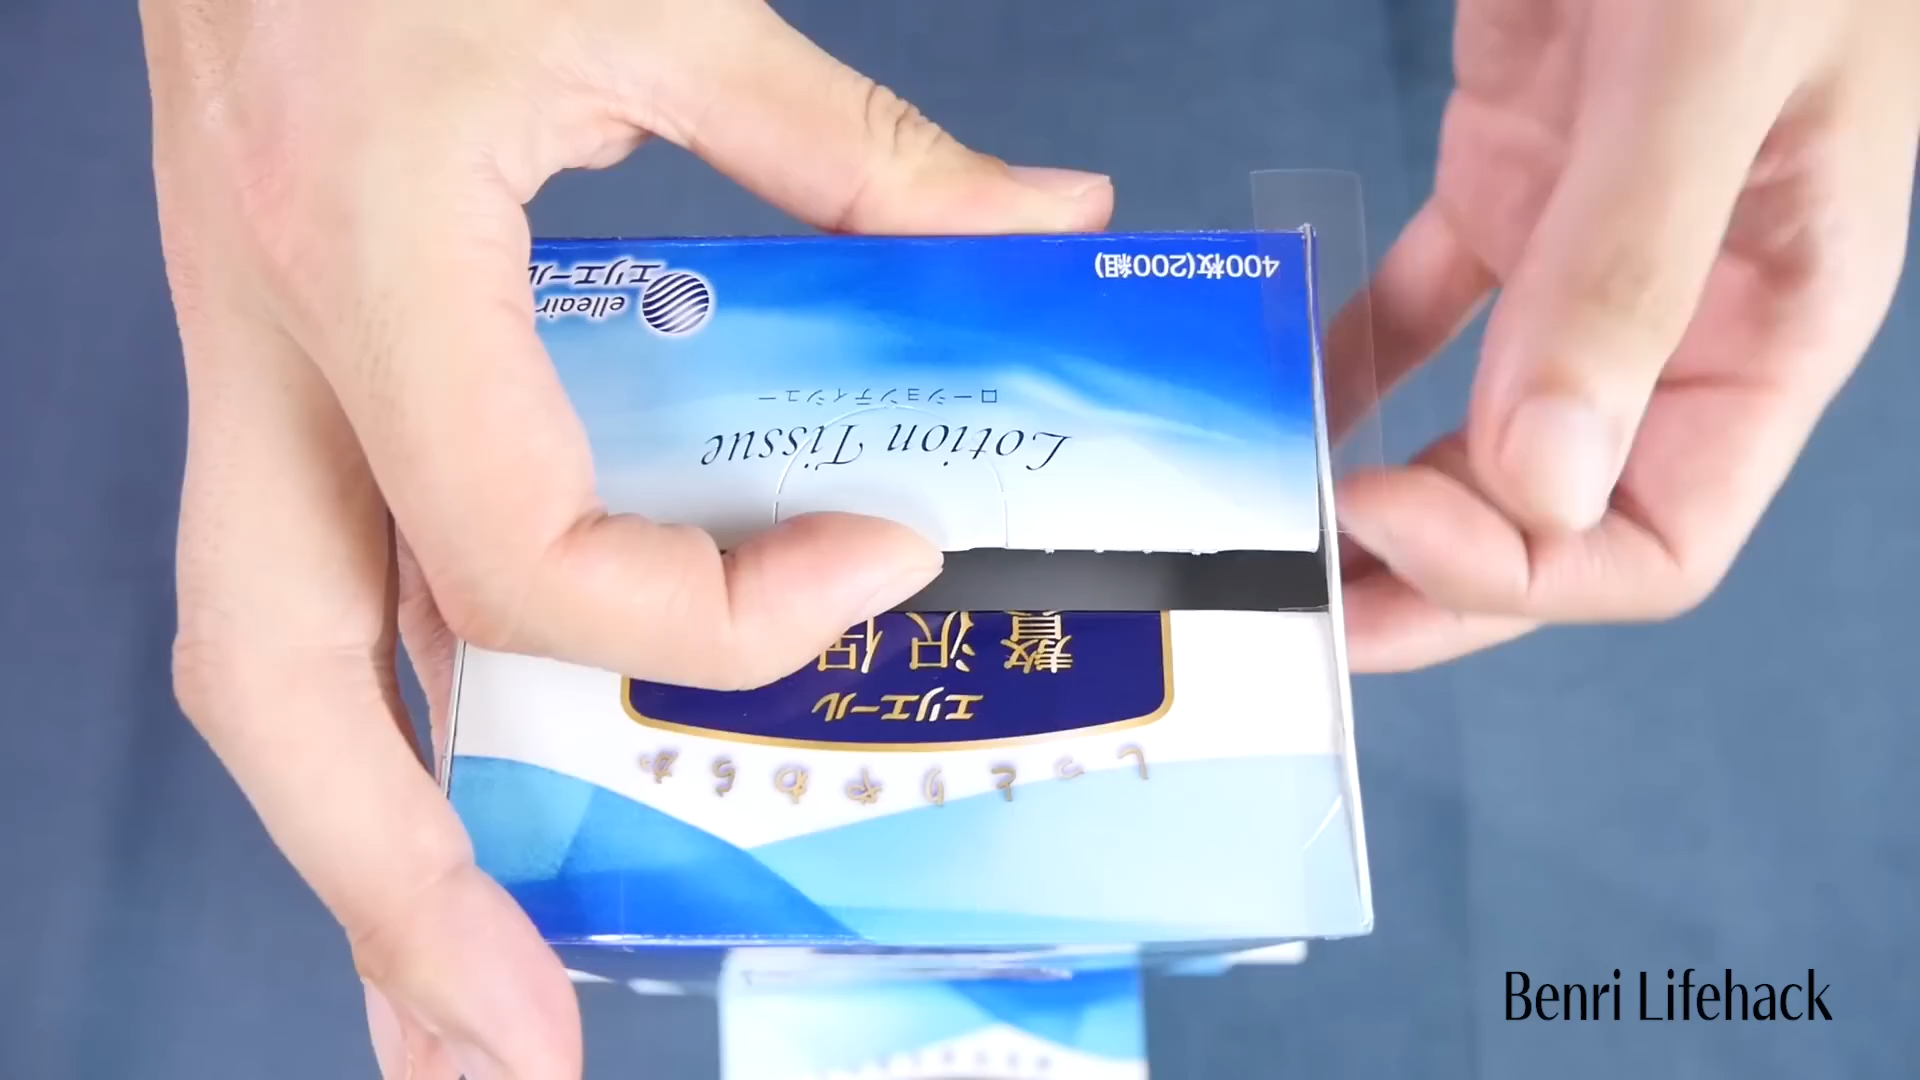 400枚(200組)
elleair
エリエール
ローションティシュー
Lotion Tissue
贅沢保
エリエール
しっとりやわらか
Benri Lifehack